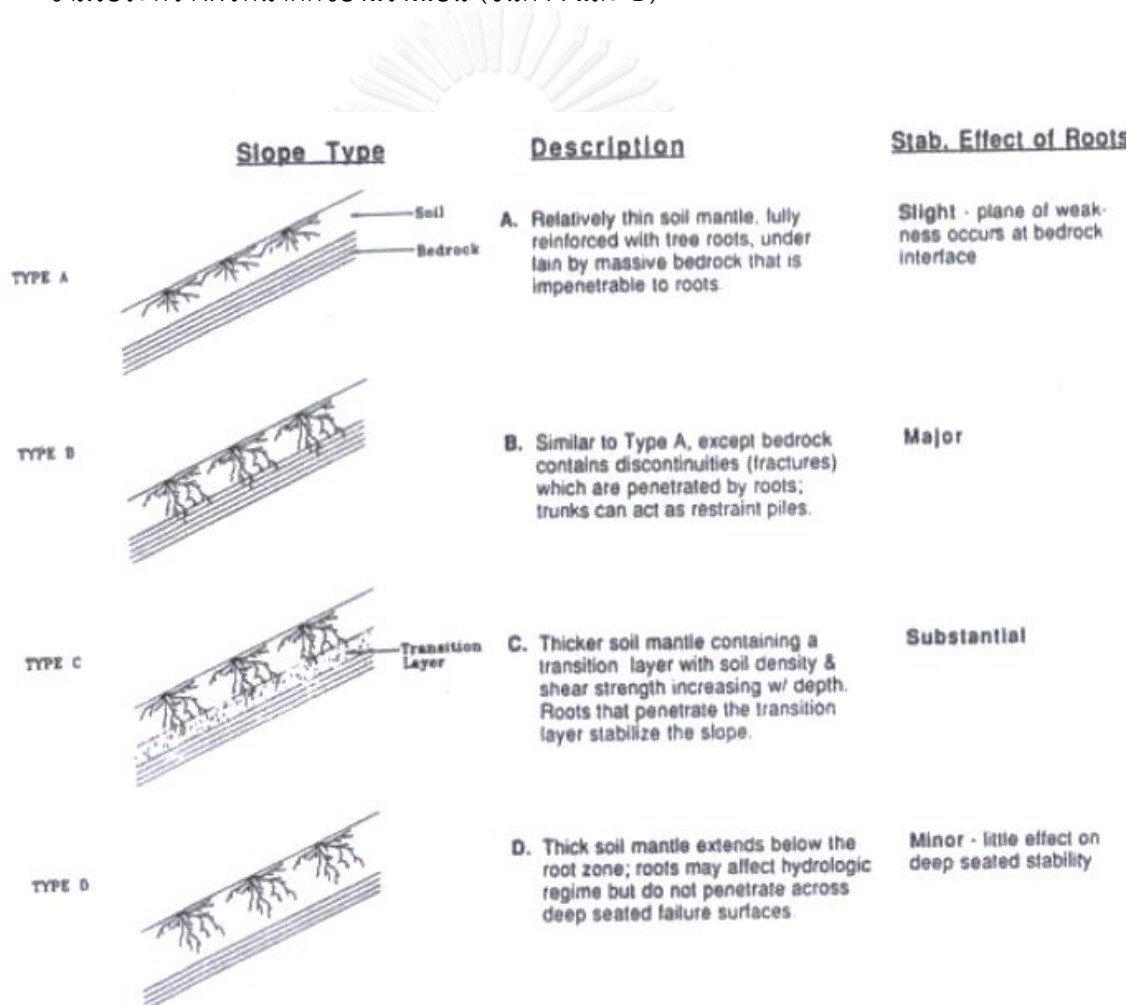 Slope Type
Description
Stab. Effect of Roots
TYPE A
Soil
Bedrock
A. Relatively thin soil mantle, fully
reinforced with tree roots, under
lain by massive bedrock that is
impenetrable to roots.
Slight - plane of weak-
ness occurs at bedrock
interface
TYPE B
B. Similar to Type A, except bedrock
contains discontinuities (fractures)
which are penetrated by roots;
trunks can act as restraint piles.
Major
TYPE C
Transition
Layer
C. Thicker soil mantle containing a
transition layer with soil density &
shear strength increasing w/ depth.
Roots that penetrate the transition
layer stabilize the slope.
Substantial
TYPE D
D. Thick soil mantle extends below the
root zone; roots may affect hydrologic
regime but do not penetrate across
deep seated failure surfaces.
Minor - little effect on
deep seated stability